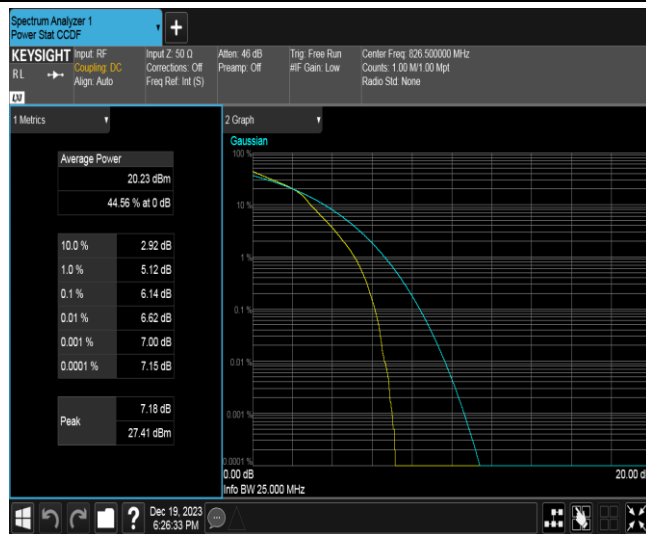 Spectrum Analyzer 1
Power Stat CCDF
+
KEYSIGHT
RL
LXI
Input: RF
Coupling: DC
Align: Auto
Input Z: 50 Ω
Corrections: Off
Freq Ref: Int (S)
Atten: 46 dB
Preamp: Off
Trig: Free Run
#IF Gain: Low
Center Freq: 826.500000 MHz
Counts: 1.00 M/1.00 Mpt
Radio Std: None
1 Metrics
Average Power
20.23 dBm
44.56 % at 0 dB
10.0 % 2.92 dB
1.0 % 5.12 dB
0.1 % 6.14 dB
0.01 % 6.62 dB
0.001 % 7.00 dB
0.0001 % 7.15 dB
Peak
7.18 dB
27.41 dBm
2 Graph
Gaussian
100 %
10 %
1 %
0.1 %
0.01 %
0.001 %
0.0001 %
0.00 dB
20.00 d
Info BW 25.000 MHz
?
Dec 19, 2023
6:26:33 PM